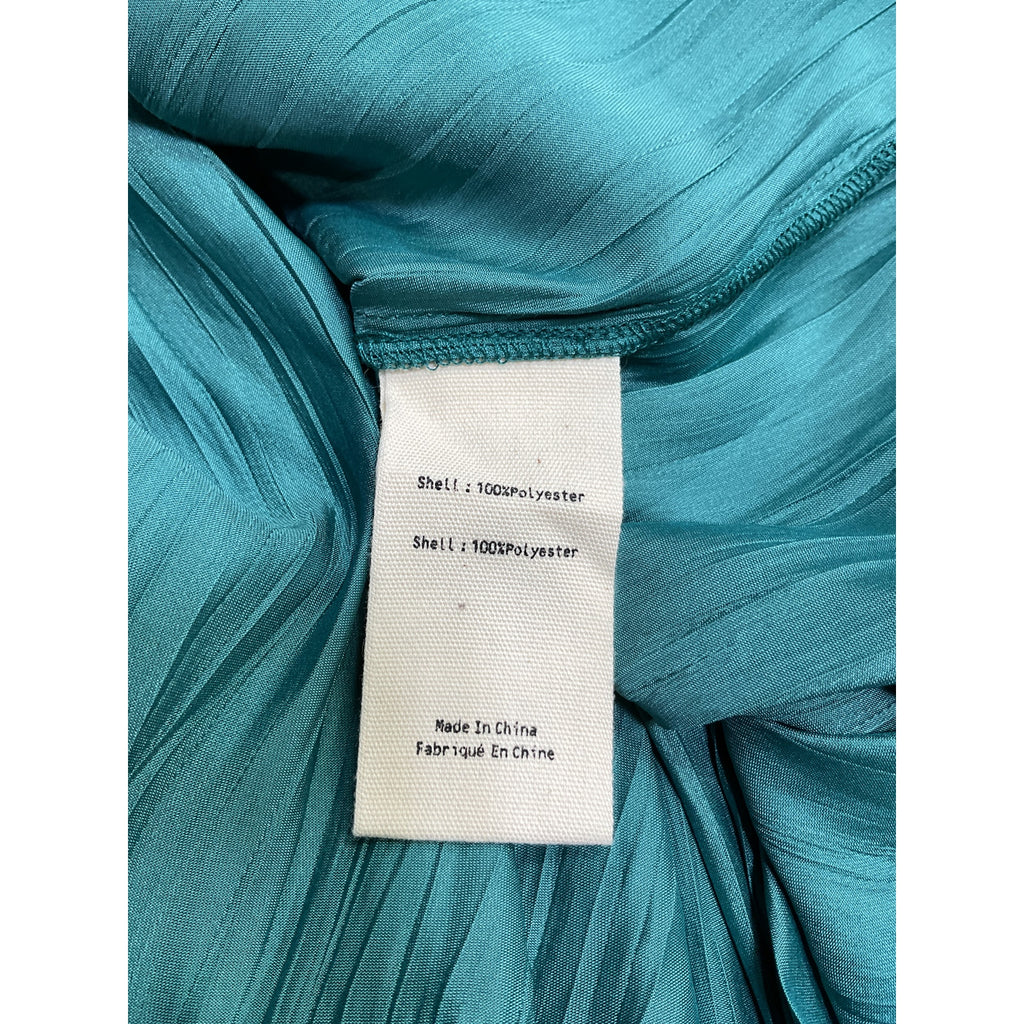 Shell : 100%Polyester
Shell : 100%Polyester
Made In China
Fabriqué En Chine